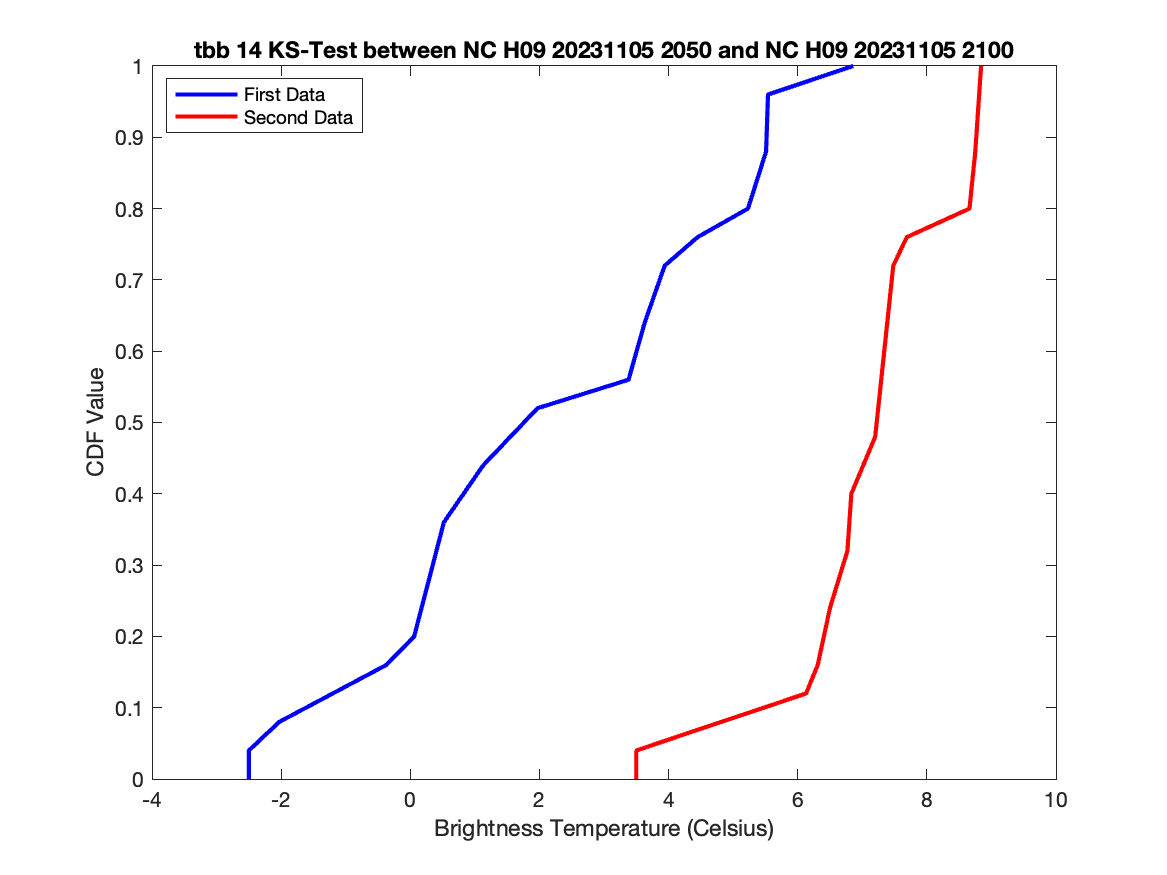 tbb 14 KS-Test between NC H09 20231105 2050 and NC H09 20231105 2100
First Data
Second Data
1
0.9
0.8
0.7
0.6
0.5
0.4
0.3
0.2
0.1
0
CDF Value
-4 -2 0 2 4 6 8 10
Brightness Temperature (Celsius)